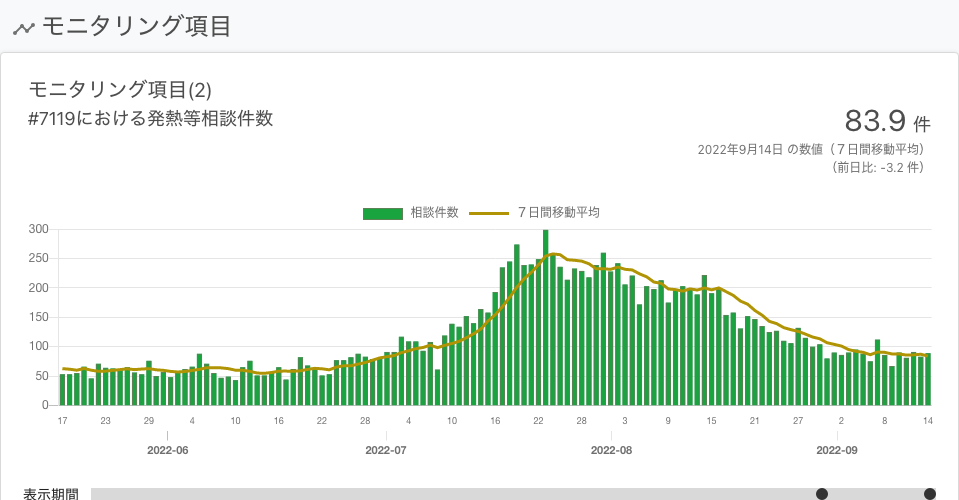 モニタリング項目
モニタリング項目(2)
#7119における発熱等相談件数
83.9 件
2022年9月14日 の数値（７日間移動平均）
（前日比: -3.2 件）
相談件数 ７日間移動平均
300
250
200
150
100
50
0
17 23 29 4 10 16 22 28 4 10 16 22 28 3 9 15 21 27 2 8 14
2022-06 2022-07 2022-08 2022-09
表示期間